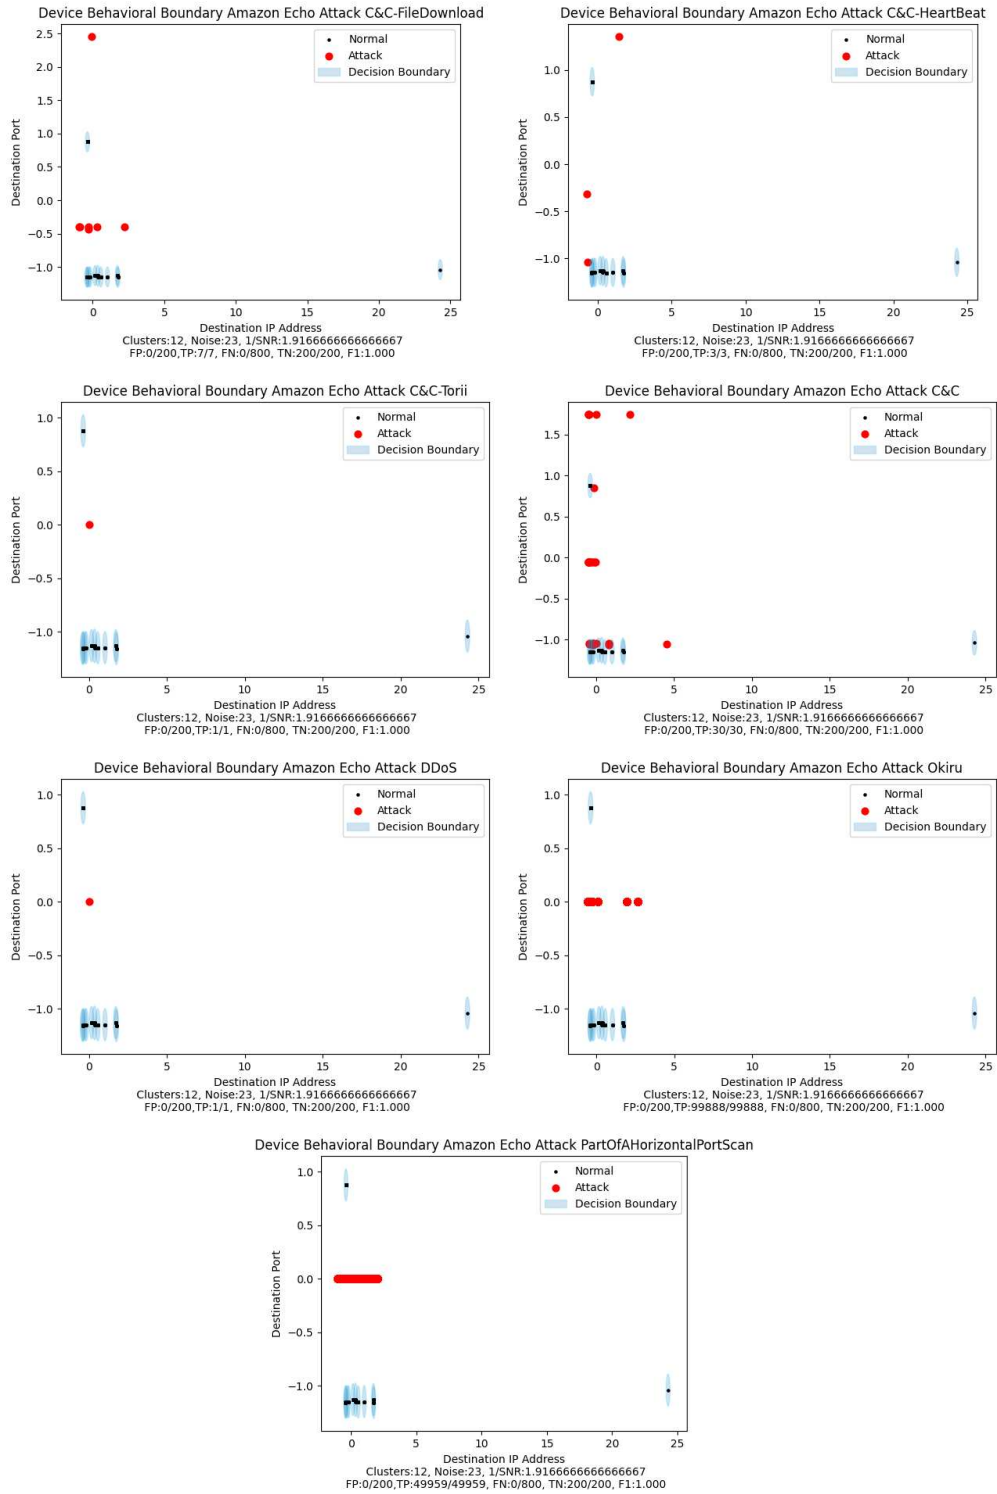 Device Behavioral Boundary Amazon Echo Attack C&C-FileDownload
Normal
Attack
Decision Boundary
2.5
2.0
1.5
1.0
0.5
0.0
−0.5
−1.0
Destination Port
0 5 10 15 20 25
Destination IP Address
Clusters:12, Noise:23, 1/SNR:1.9166666666666667
FP:0/200,TP:7/7, FN:0/800, TN:200/200, F1:1.000
Device Behavioral Boundary Amazon Echo Attack C&C-HeartBeat
Normal
Attack
Decision Boundary
1.0
0.5
0.0
−0.5
−1.0
Destination Port
0 5 10 15 20 25
Destination IP Address
Clusters:12, Noise:23, 1/SNR:1.9166666666666667
FP:0/200,TP:3/3, FN:0/800, TN:200/200, F1:1.000
Device Behavioral Boundary Amazon Echo Attack C&C-Torii
Normal
Attack
Decision Boundary
1.0
0.5
0.0
−0.5
−1.0
Destination Port
0 5 10 15 20 25
Destination IP Address
Clusters:12, Noise:23, 1/SNR:1.9166666666666667
FP:0/200,TP:1/1, FN:0/800, TN:200/200, F1:1.000
Device Behavioral Boundary Amazon Echo Attack C&C
Normal
Attack
Decision Boundary
1.5
1.0
0.5
0.0
−0.5
−1.0
Destination Port
0 5 10 15 20 25
Destination IP Address
Clusters:12, Noise:23, 1/SNR:1.9166666666666667
FP:0/200,TP:30/30, FN:0/800, TN:200/200, F1:1.000
Device Behavioral Boundary Amazon Echo Attack DDoS
Normal
Attack
Decision Boundary
1.0
0.5
0.0
−0.5
−1.0
Destination Port
0 5 10 15 20 25
Destination IP Address
Clusters:12, Noise:23, 1/SNR:1.9166666666666667
FP:0/200,TP:1/1, FN:0/800, TN:200/200, F1:1.000
Device Behavioral Boundary Amazon Echo Attack Okiru
Normal
Attack
Decision Boundary
1.0
0.5
0.0
−0.5
−1.0
Destination Port
0 5 10 15 20 25
Destination IP Address
Clusters:12, Noise:23, 1/SNR:1.9166666666666667
FP:0/200,TP:99888/99888, FN:0/800, TN:200/200, F1:1.000
Device Behavioral Boundary Amazon Echo Attack PartOfAHorizontalPortScan
Normal
Attack
Decision Boundary
1.0
0.5
0.0
−0.5
−1.0
Destination Port
0 5 10 15 20 25
Destination IP Address
Clusters:12, Noise:23, 1/SNR:1.9166666666666667
FP:0/200,TP:49959/49959, FN:0/800, TN:200/200, F1:1.000